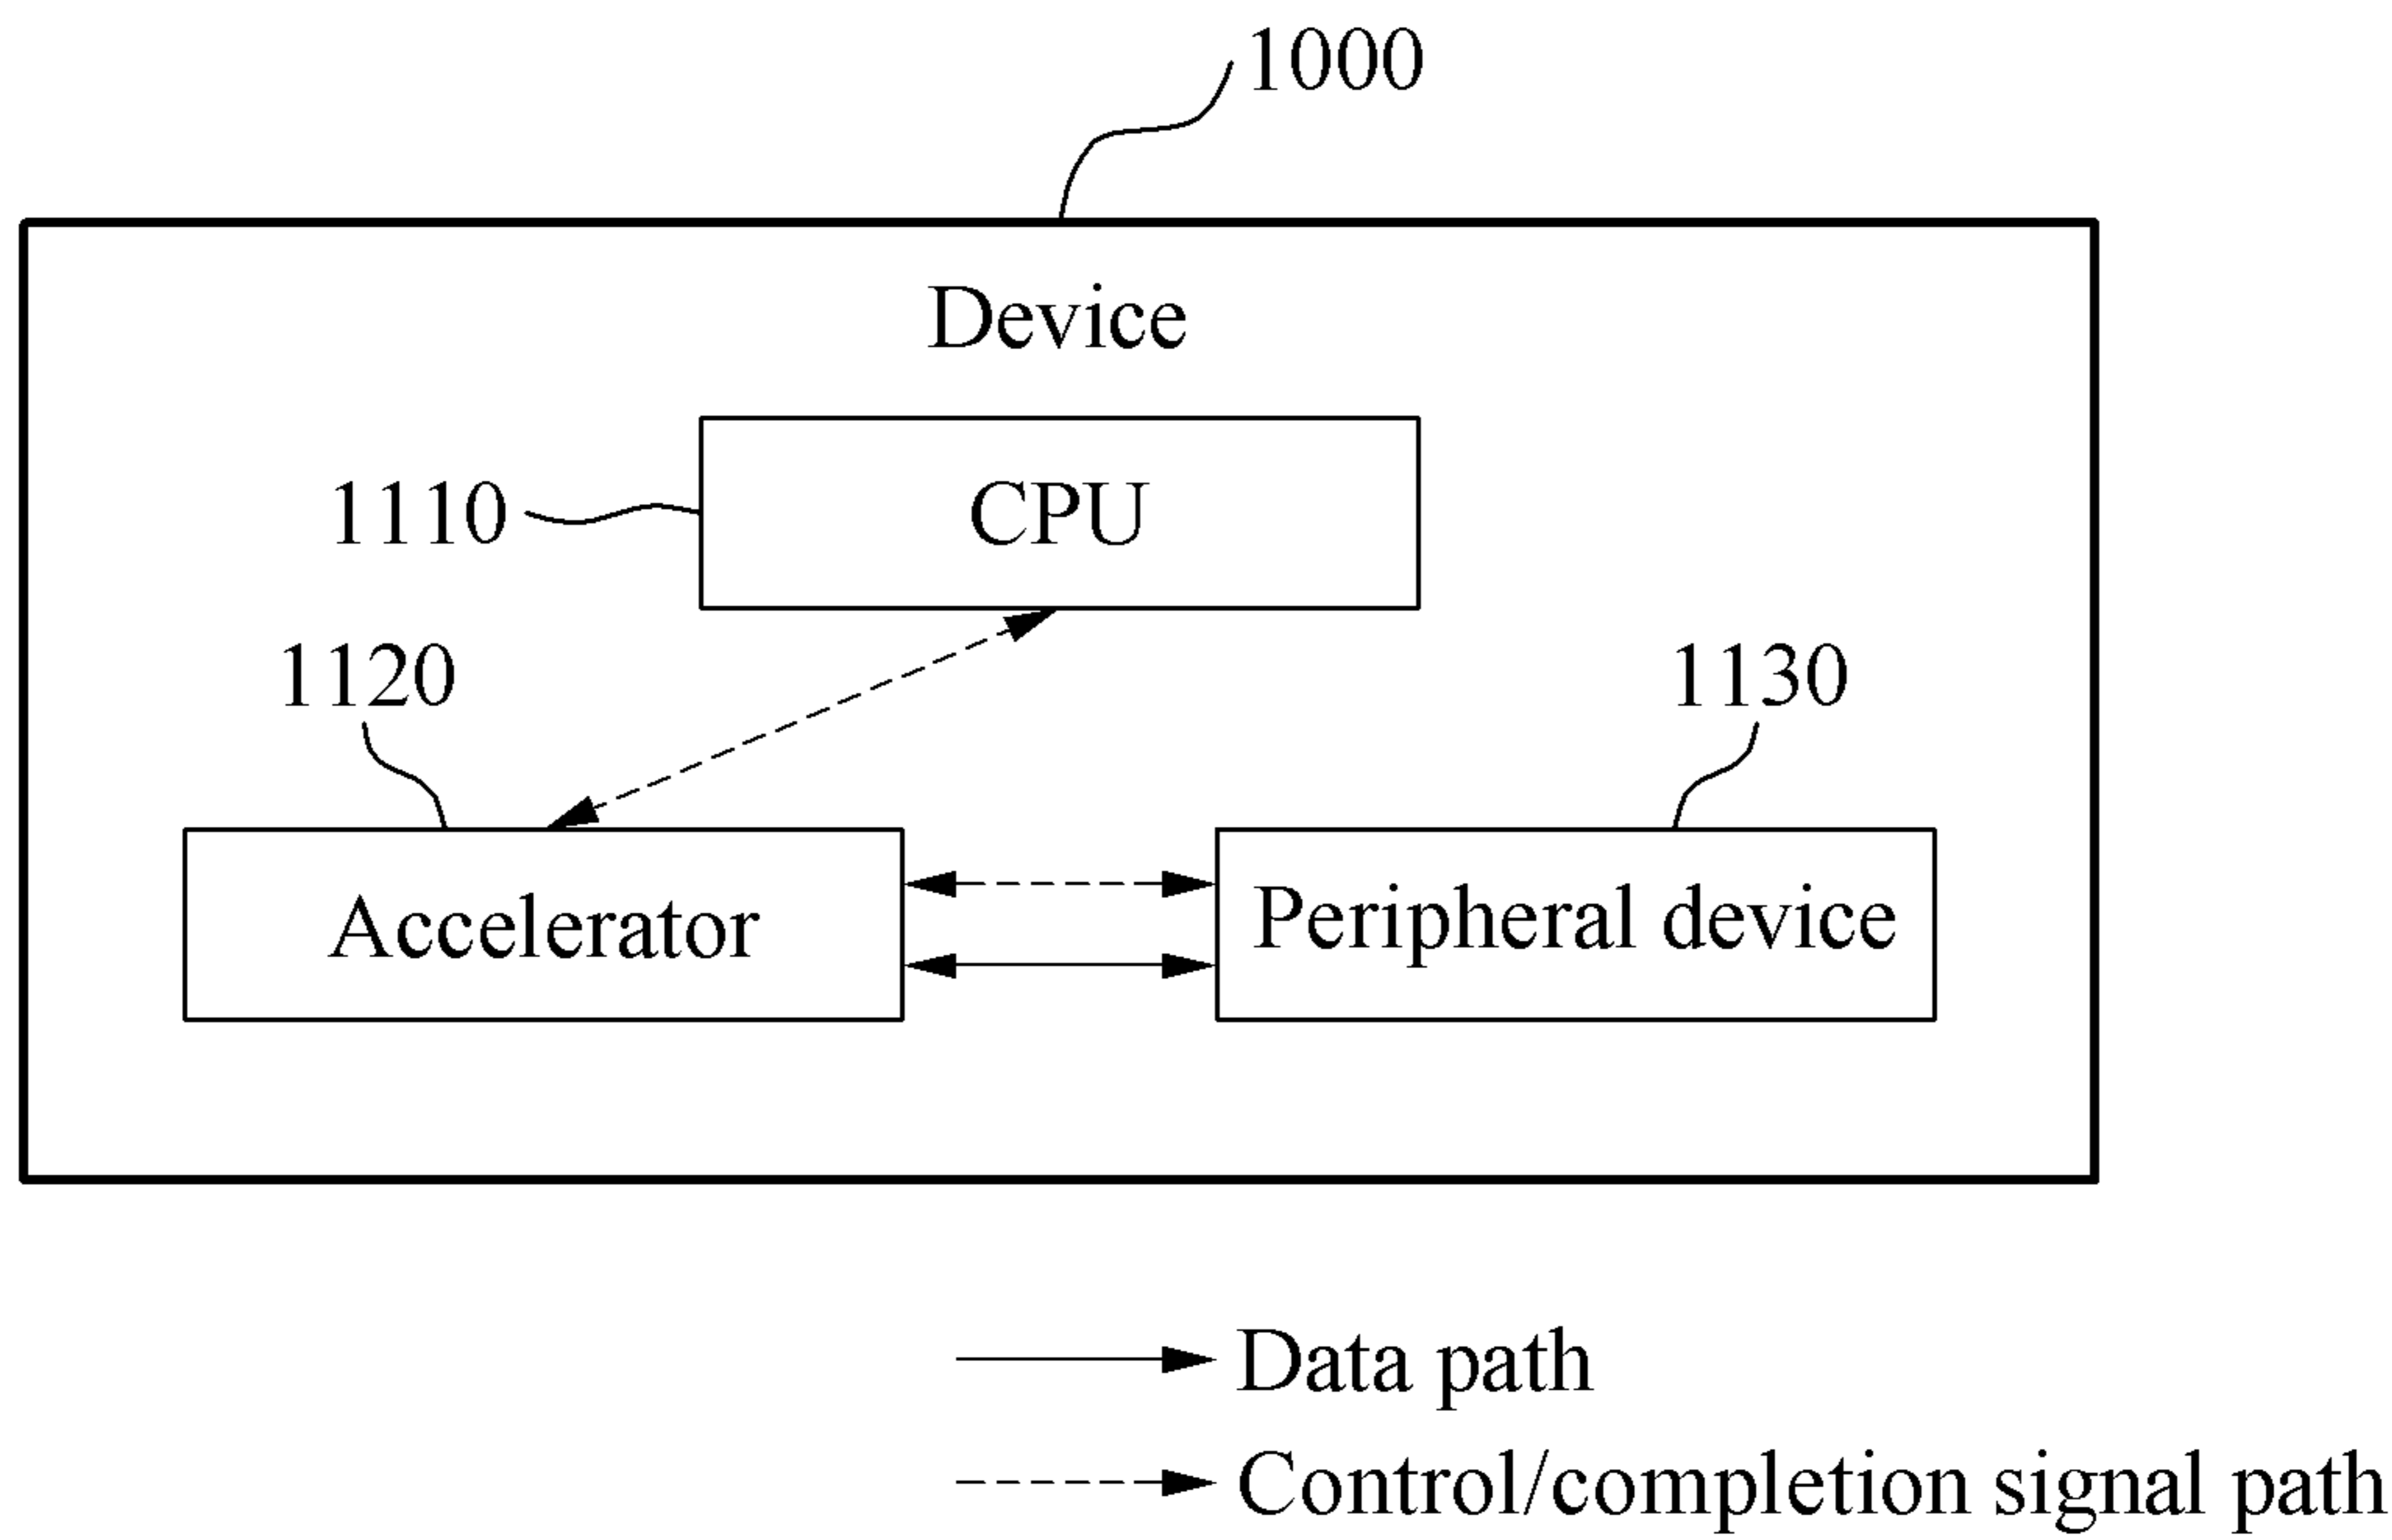 1000
Device
1110
CPU
1120
1130
Accelerator
Peripheral device
Data path
Control/completion signal path